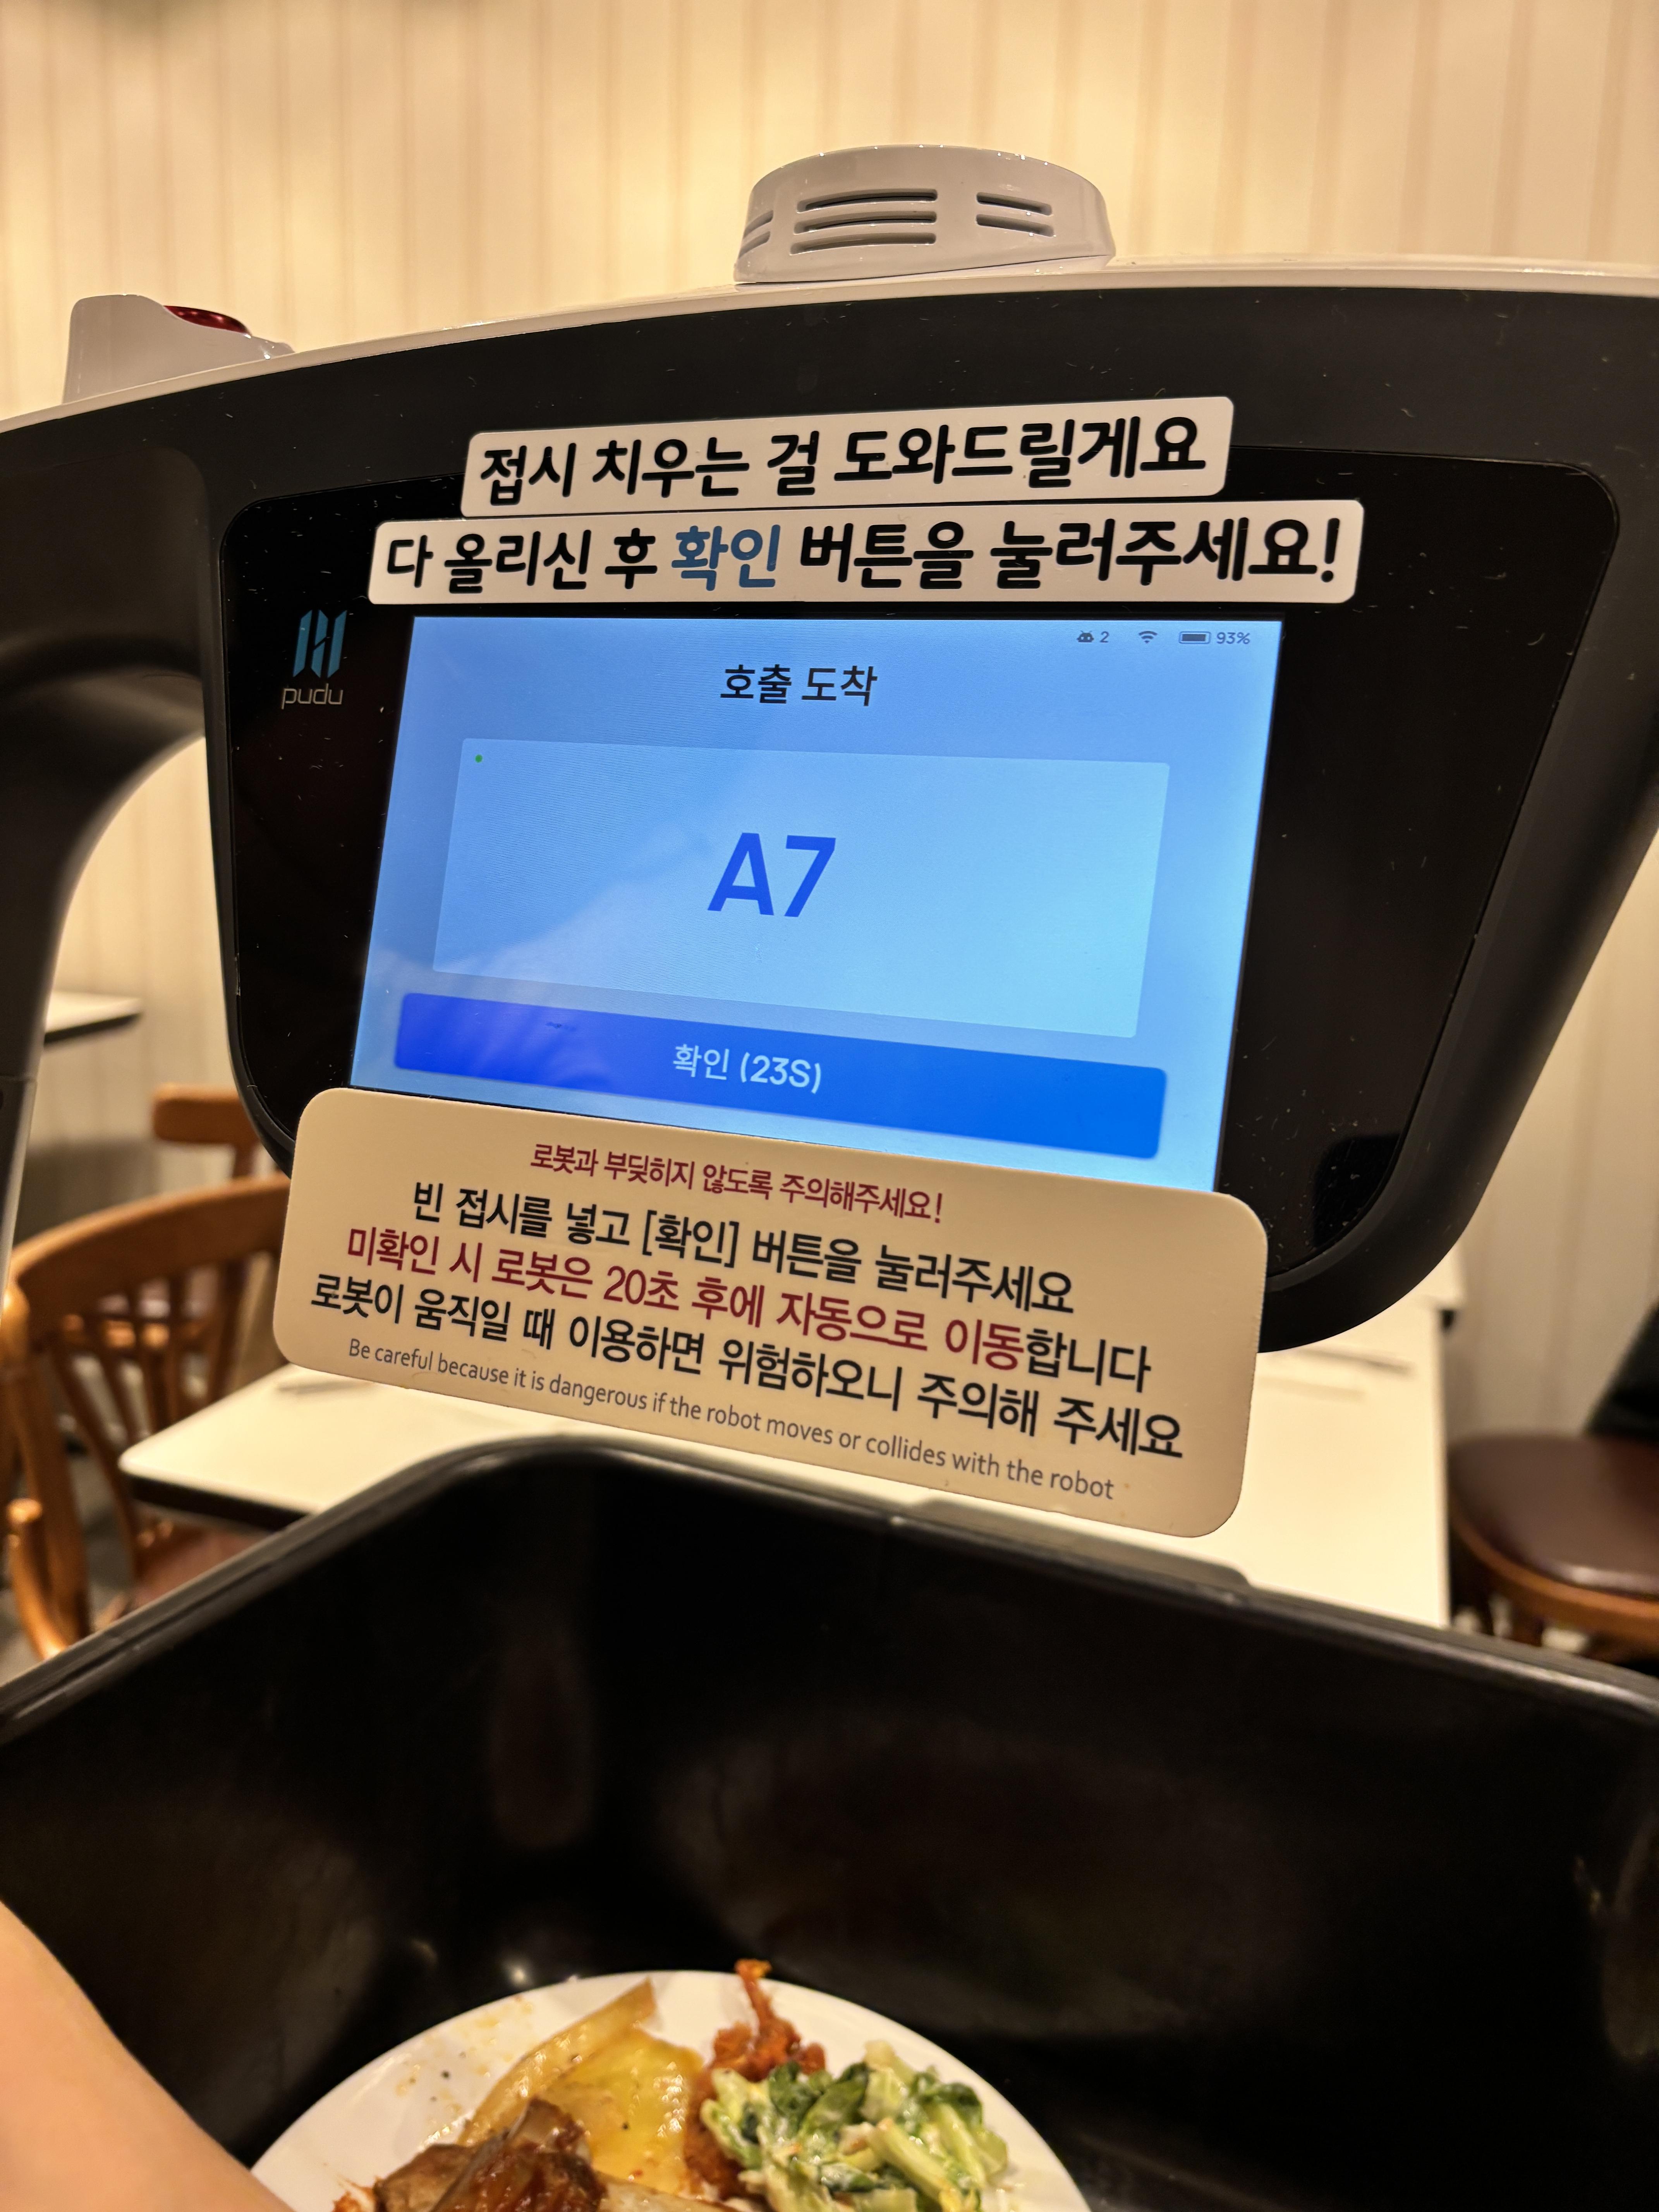 접시 치우는 걸 도와드릴게요
다 올리신 후 확인 버튼을 눌러주세요!
pudu
2 93%
호출 도착
A7
확인 (23S)
로봇과 부딪히지 않도록 주의해주세요!
빈 접시를 넣고 [확인] 버튼을 눌러주세요
미확인 시 로봇은 20초 후에 자동으로 이동합니다
로봇이 움직일 때 이용하면 위험하오니 주의해 주세요
Be careful because it is dangerous if the robot moves or collides with the robot